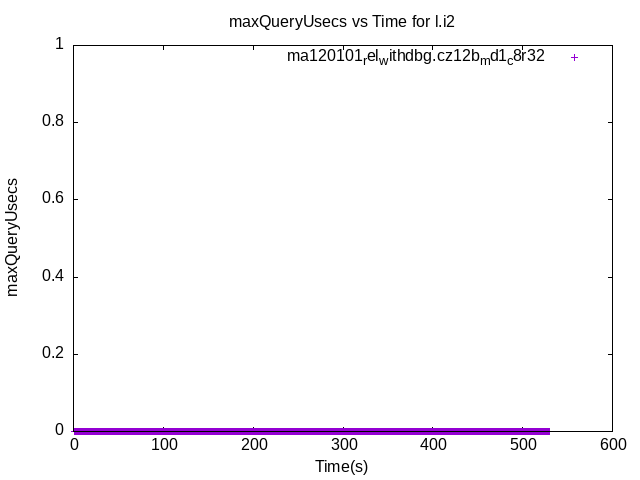 maxQueryUsecs vs Time for l.i2
ma120101relwithdbg.cz12bmd1c8r32
maxQueryUsecs
1
0.8
0.6
0.4
0.2
0
0 100 200 300 400 500 600
Time(s)